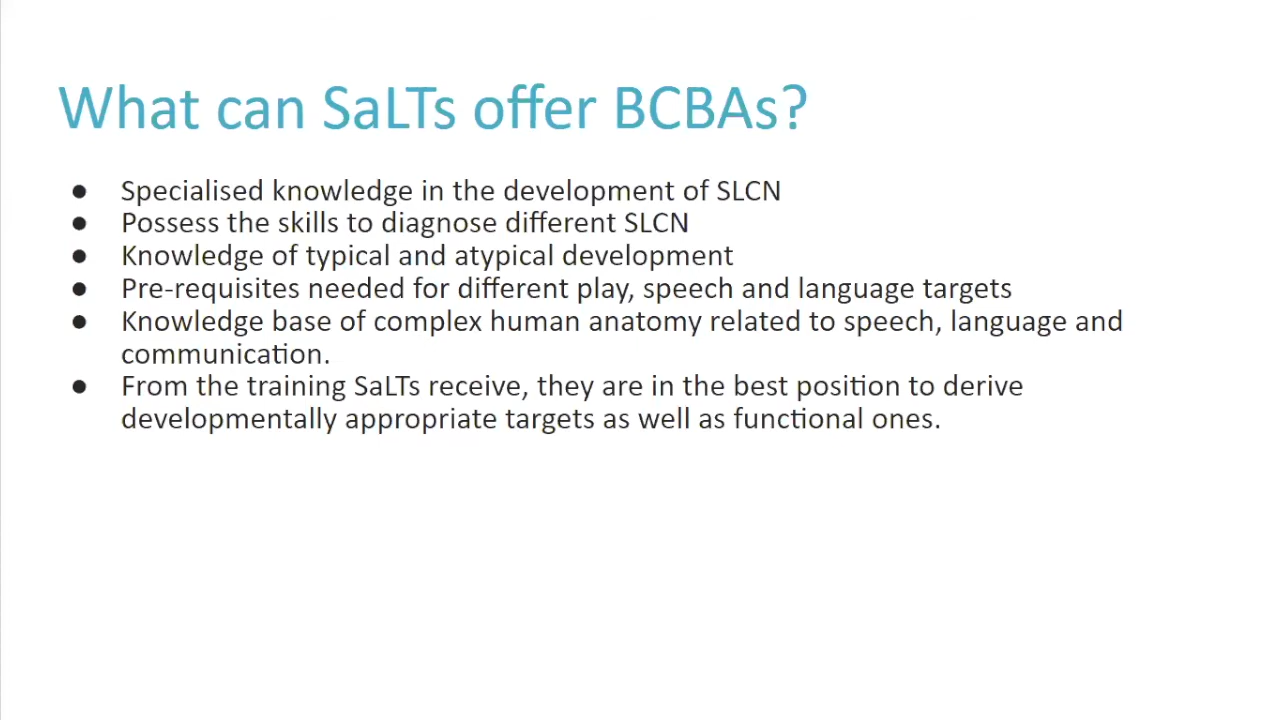 What can SaLTs offer BCBAs?
● Specialised knowledge in the development of SLCN
● Possess the skills to diagnose different SLCN
● Knowledge of typical and atypical development
● Pre-requisites needed for different play, speech and language targets
● Knowledge base of complex human anatomy related to speech, language and
communication.
● From the training SaLTs receive, they are in the best position to derive
developmentally appropriate targets as well as functional ones.